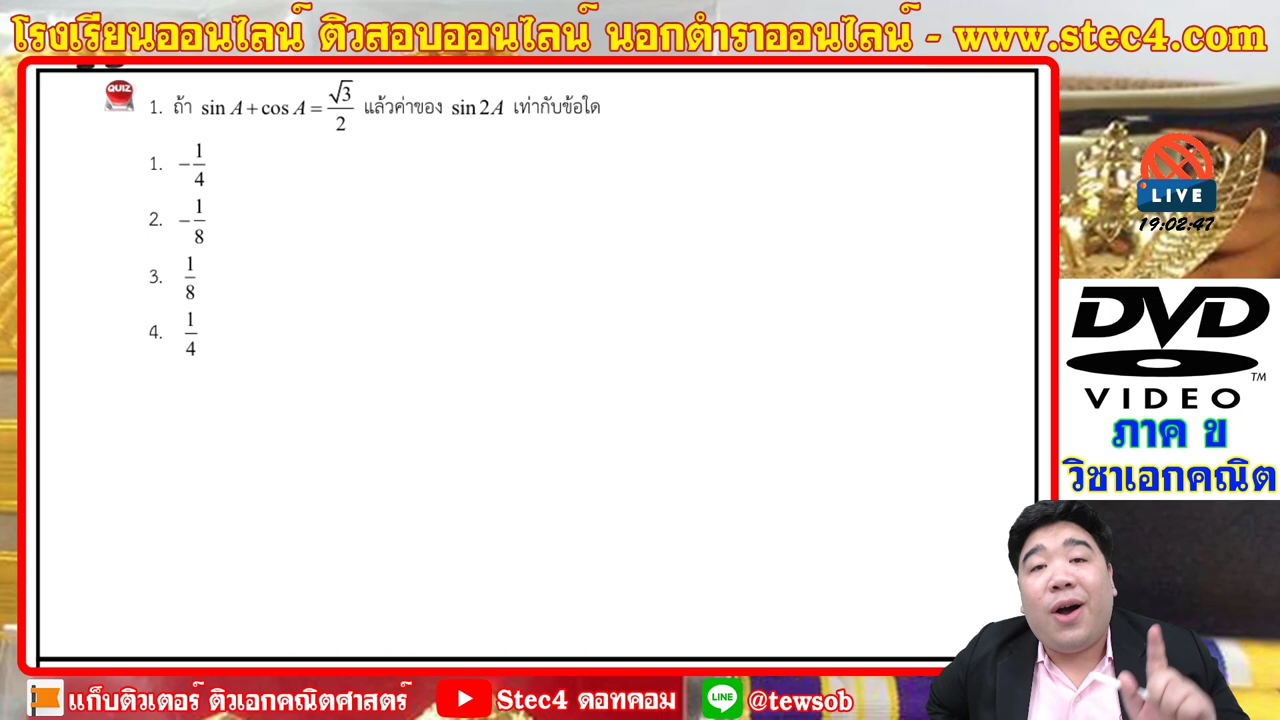 โรงเรียนออนไลน์ ติวสอบออนไลน์ นอกตำราออนไลน์ - www.stec4.com
QUIZ
1. ถ้า sin A + cos A = √3/2 แล้วค่าของ sin 2A เท่ากับข้อใด
1. -1/4
2. -1/8
3. 1/8
4. 1/4
LIVE
19:02:47
DVD
VIDEO TM
ภาค ข
วิชาเอกคณิต
แก๊บติวเตอร์ ติวเอกคณิตศาสตร์
Stec4 ดอทคอม
LINE @tewsob